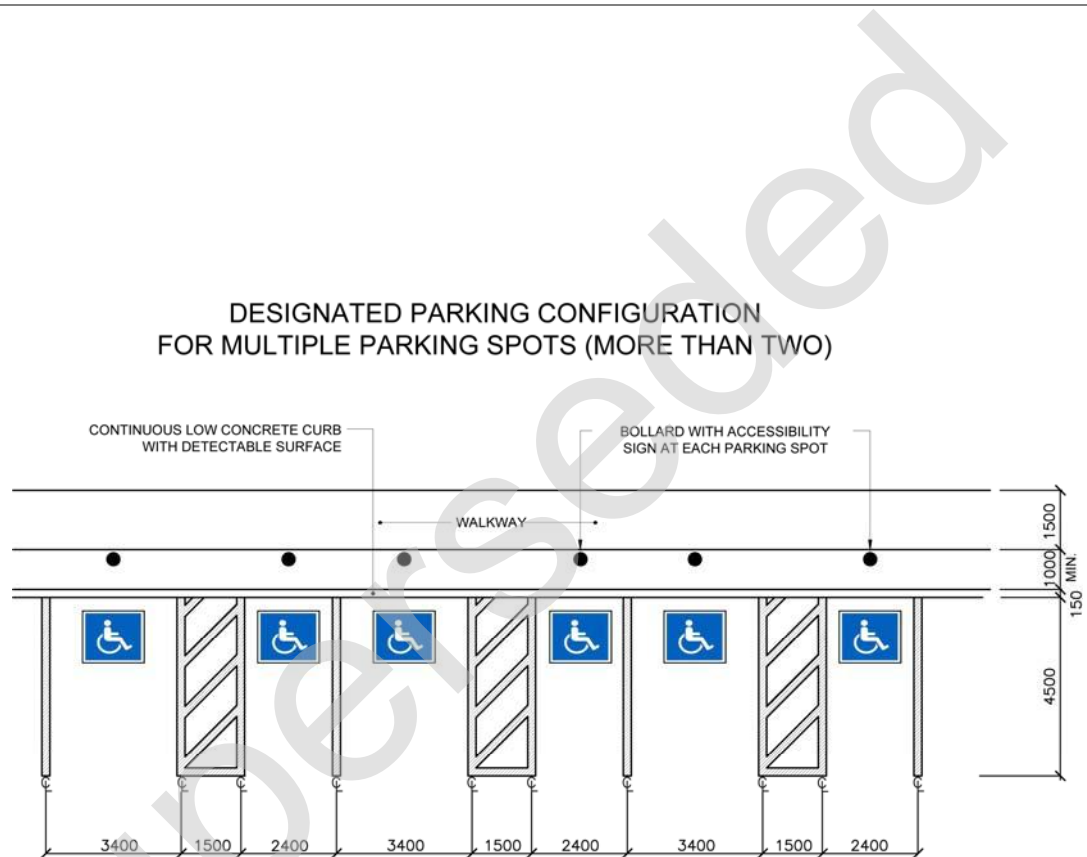 DESIGNATED PARKING CONFIGURATION
FOR MULTIPLE PARKING SPOTS (MORE THAN TWO)
CONTINUOUS LOW CONCRETE CURB
WITH DETECTABLE SURFACE
BOLLARD WITH ACCESSIBILITY
SIGN AT EACH PARKING SPOT
WALKWAY
1500
1000
150 MIN.
4500
3400 1500 2400 3400 1500 2400 3400 1500 2400
perseded